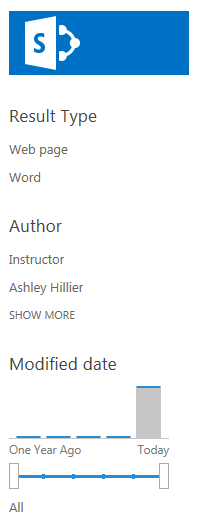 S
Result Type
Web page
Word
Author
Instructor
Ashley Hillier
SHOW MORE
Modified date
One Year Ago Today
All